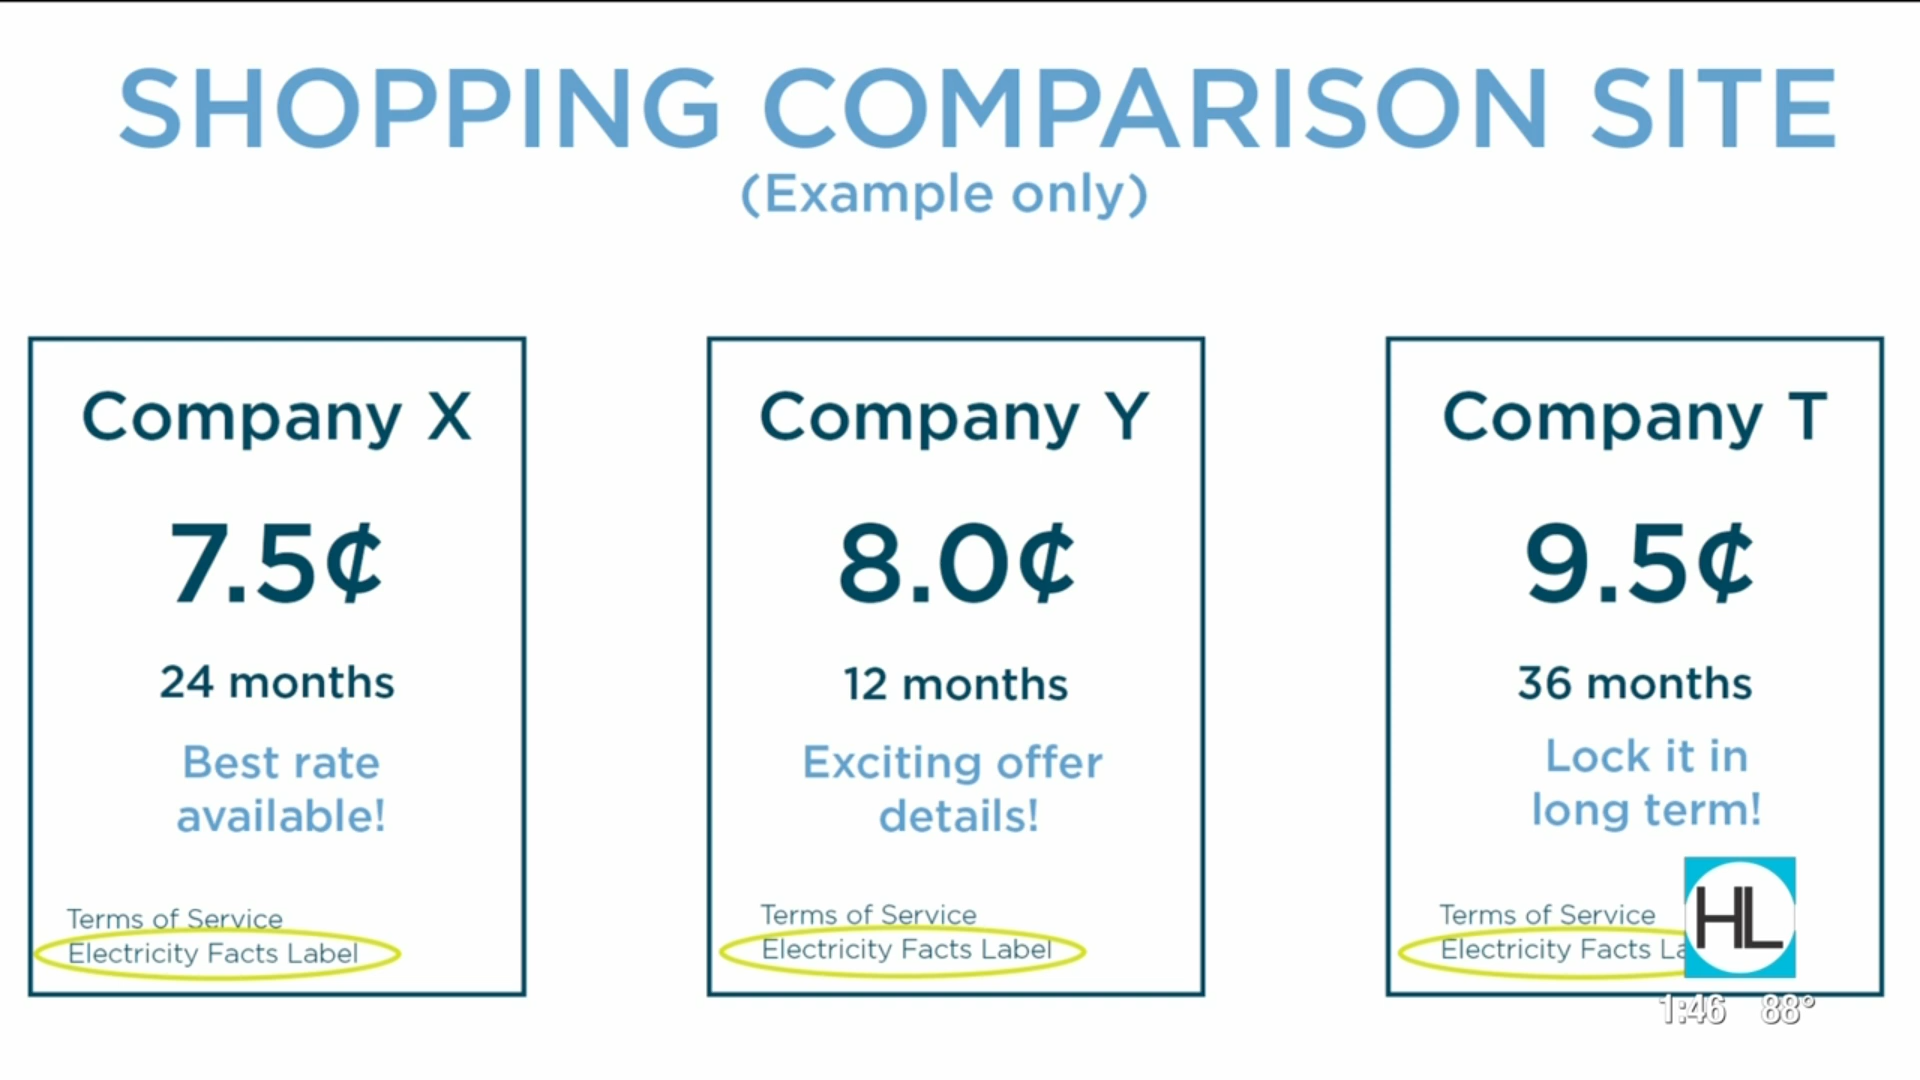 SHOPPING COMPARISON SITE
(Example only)
Company X
7.5¢
24 months
Best rate
available!
Terms of Service
Electricity Facts Label
Company Y
8.0¢
12 months
Exciting offer
details!
Terms of Service
Electricity Facts Label
Company T
9.5¢
36 months
Lock it in
long term!
Terms of Service
Electricity Facts
HL
1:46 88°